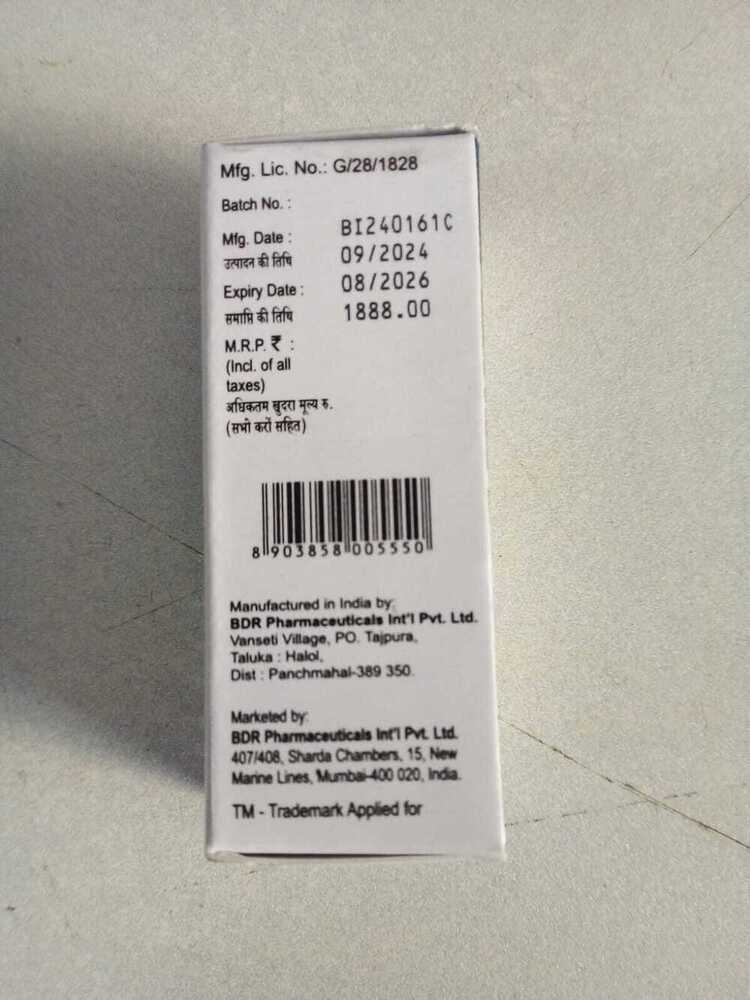 Mfg. Lic. No.: G/28/1828
Batch No. :
BI240161C
Mfg. Date :
उत्पादन की तिथि
09/2024
Expiry Date :
समाप्ति की तिथि
08/2026
M.R.P. ₹ :
1888.00
(Incl. of all
taxes)
अधिकतम खुदरा मूल्य रु.
(सभी करों सहित)
8 903858 005550
Manufactured in India by:
BDR Pharmaceuticals Int'l Pvt. Ltd.
Vanseti Village, PO. Tajpura,
Taluka : Halol,
Dist : Panchmahal-389 350.
Marketed by:
BDR Pharmaceuticals Int'l Pvt. Ltd.
407/408, Sharda Chambers, 15, New
Marine Lines, Mumbai-400 020, India.
TM - Trademark Applied for